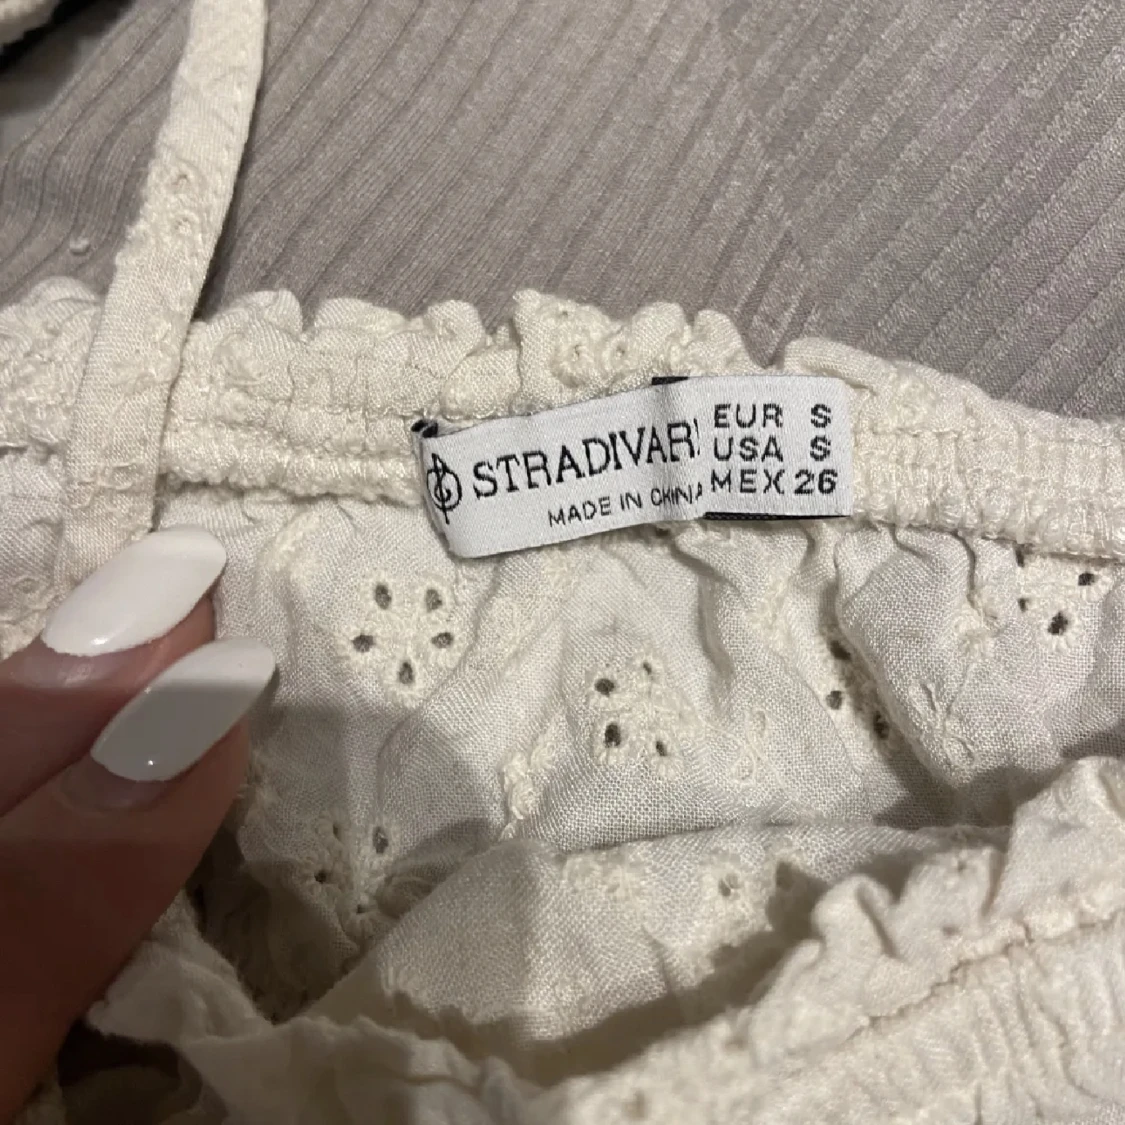 STRADIVARI
MADE IN CHINA
EUR S
USA S
MEX 26